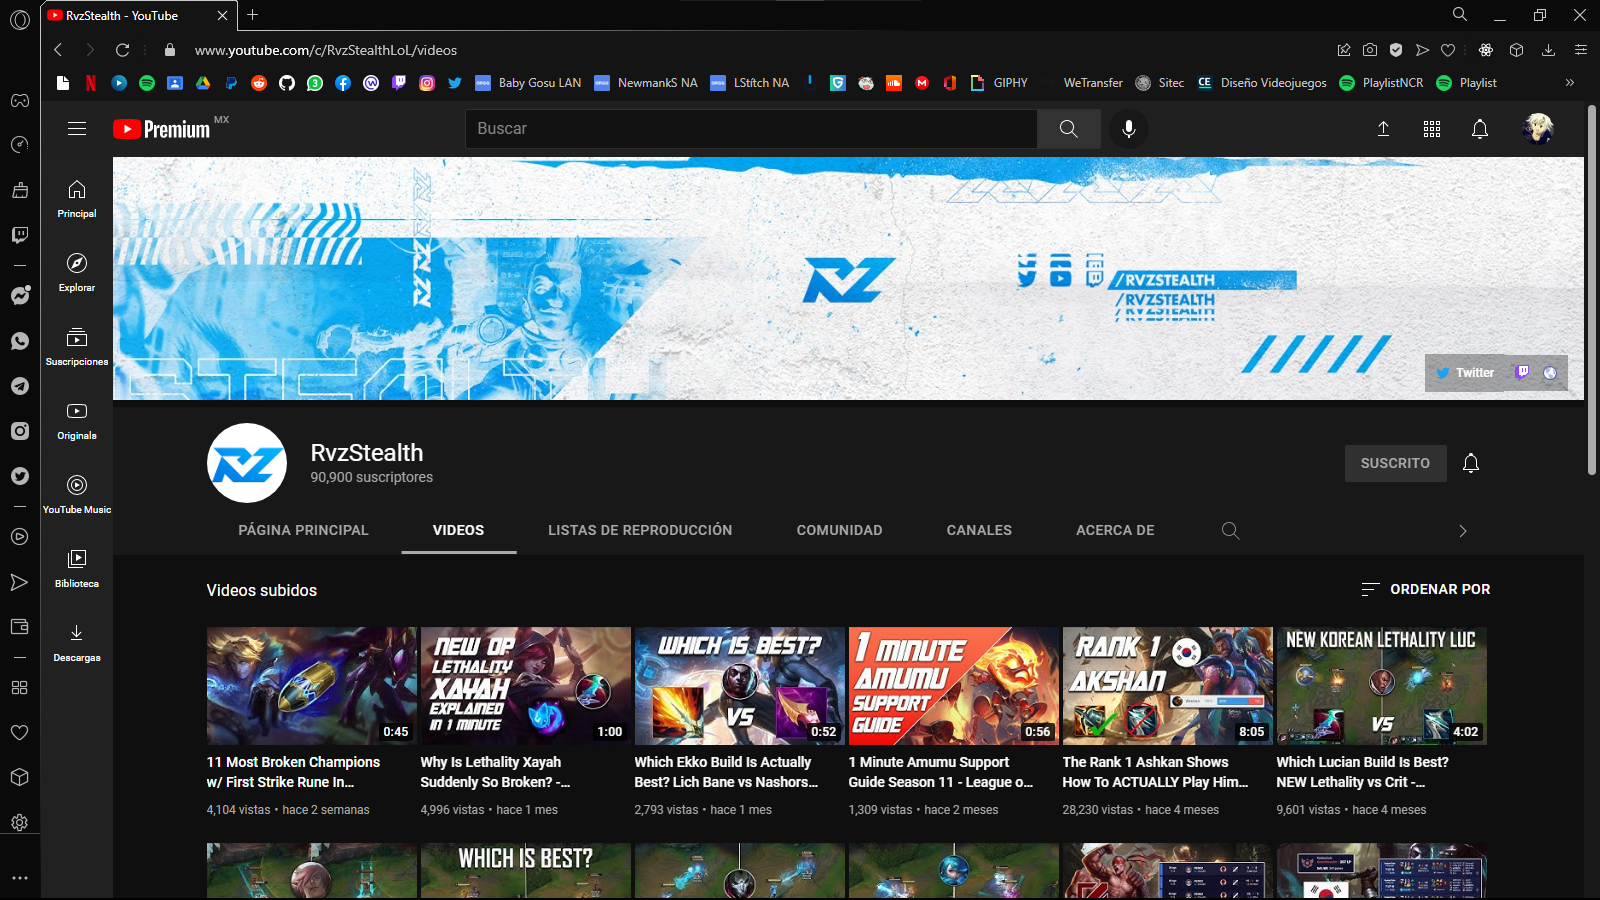 RvzStealth - YouTube
www.youtube.com/c/RvzStealthLoL/videos
Baby Gosu LAN
NewmankS NA
LStitch NA
GIPHY
WeTransfer
Sitec
CE
Diseño Videojuegos
PlaylistNCR
Playlist
Premium MX
Buscar
Principal
Explorar
Suscripciones
Originals
YouTube Music
Biblioteca
Descargas
/RVZSTEALTH
/RVZSTEALTH
Twitter
RvzStealth
90,900 suscriptores
SUSCRITO
PÁGINA PRINCIPAL
VIDEOS
LISTAS DE REPRODUCCIÓN
COMUNIDAD
CANALES
ACERCA DE
Videos subidos
ORDENAR POR
0:45
NEW OP
LETHALITY
XAYAH
EXPLAINED
IN 1 MINUTE
1:00
WHICH IS BEST?
VS
0:52
1 MINUTE
AMUMU
SUPPORT
GUIDE
0:56
RANK 1
AKSHAN
8:05
NEW KOREAN LETHALITY LUC
VS
4:02
11 Most Broken Champions
w/ First Strike Rune In...
4,104 vistas • hace 2 semanas
Why Is Lethality Xayah
Suddenly So Broken? -...
4,996 vistas • hace 1 mes
Which Ekko Build Is Actually
Best? Lich Bane vs Nashors...
2,793 vistas • hace 1 mes
1 Minute Amumu Support
Guide Season 11 - League o...
1,309 vistas • hace 2 meses
The Rank 1 Ashkan Shows
How To ACTUALLY Play Him...
28,230 vistas • hace 4 meses
Which Lucian Build Is Best?
NEW Lethality vs Crit -...
9,601 vistas • hace 4 meses
WHICH IS BEST?